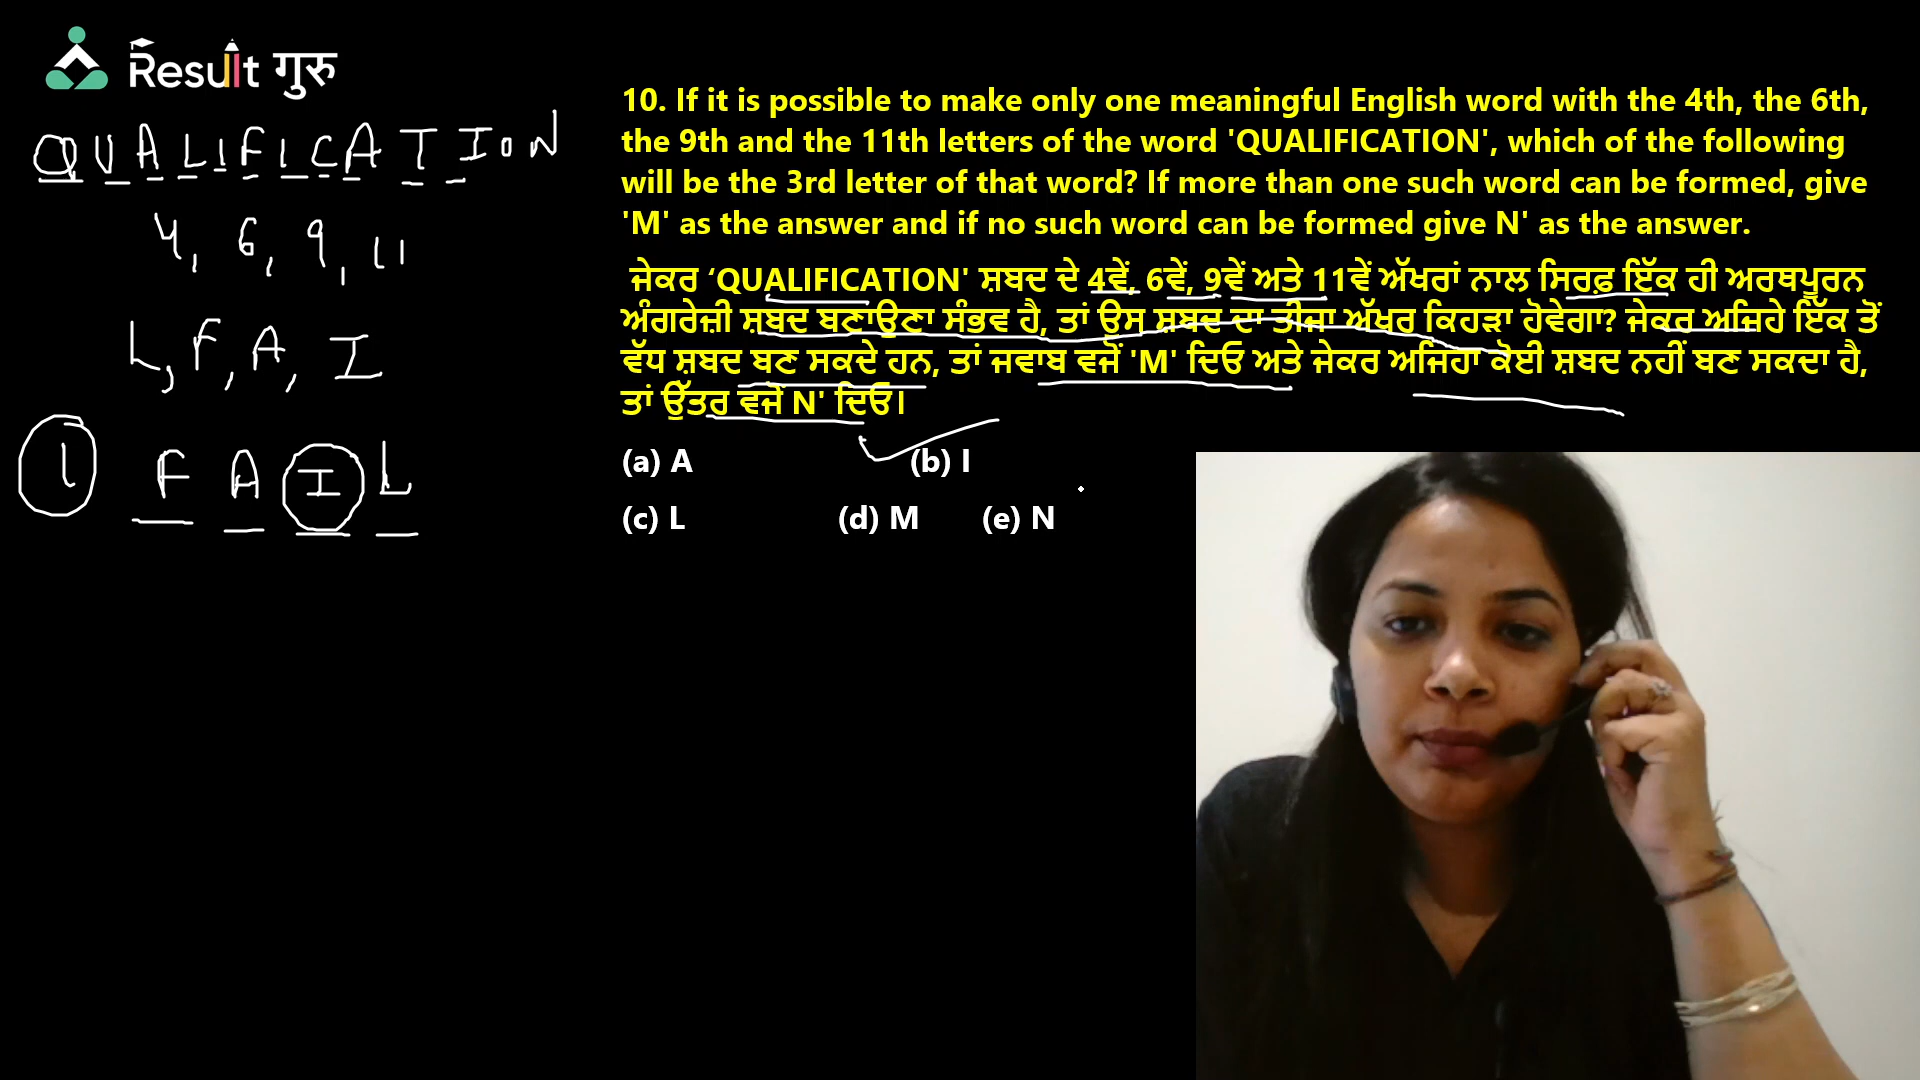 Result गुरु
QUALIFICATION
4, 6, 9, 11
L, F, A, I
1 F A I L
10. If it is possible to make only one meaningful English word with the 4th, the 6th,
the 9th and the 11th letters of the word 'QUALIFICATION', which of the following
will be the 3rd letter of that word? If more than one such word can be formed, give
'M' as the answer and if no such word can be formed give N' as the answer.
ਜੇਕਰ ‘QUALIFICATION' ਸ਼ਬਦ ਦੇ 4ਵੇਂ, 6ਵੇਂ, 9ਵੇਂ ਅਤੇ 11ਵੇਂ ਅੱਖਰਾਂ ਨਾਲ ਸਿਰਫ਼ ਇੱਕ ਹੀ ਅਰਥਪੂਰਨ
ਅੰਗਰੇਜ਼ੀ ਸ਼ਬਦ ਬਣਾਉਣਾ ਸੰਭਵ ਹੈ, ਤਾਂ ਉਸ ਸ਼ਬਦ ਦਾ ਤੀਜਾ ਅੱਖਰ ਕਿਹੜਾ ਹੋਵੇਗਾ? ਜੇਕਰ ਅਜਿਹੇ ਇੱਕ ਤੋਂ
ਵੱਧ ਸ਼ਬਦ ਬਣ ਸਕਦੇ ਹਨ, ਤਾਂ ਜਵਾਬ ਵਜੋਂ 'M' ਦਿਓ ਅਤੇ ਜੇਕਰ ਅਜਿਹਾ ਕੋਈ ਸ਼ਬਦ ਨਹੀਂ ਬਣ ਸਕਦਾ ਹੈ,
ਤਾਂ ਉੱਤਰ ਵਜੋਂ N' ਦਿਓ।
(a) A (b) I
(c) L (d) M (e) N